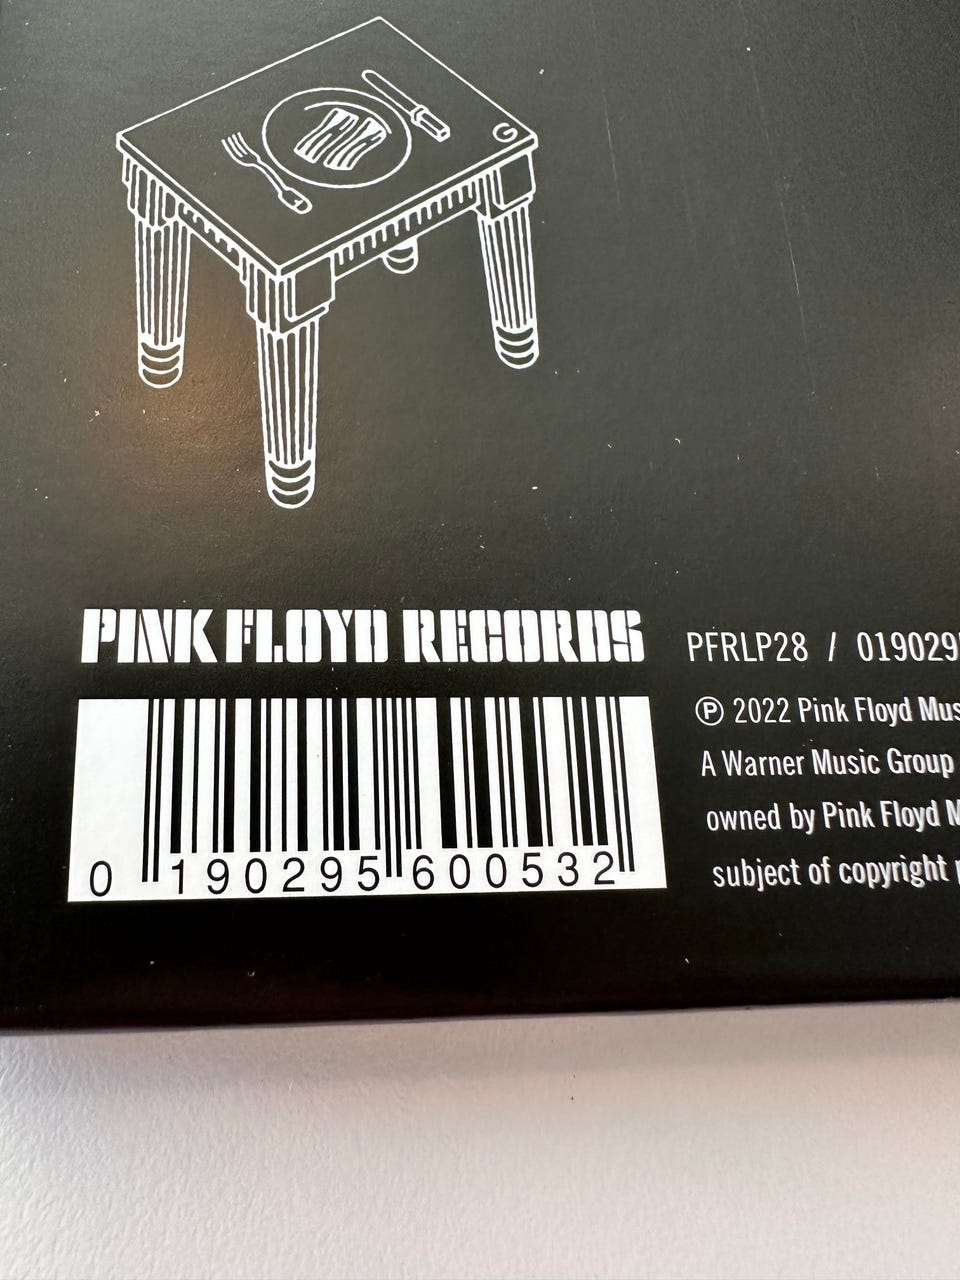 G
PINK FLOYD RECORDS
PFRLP28 / 019029
℗ 2022 Pink Floyd
A Warner Music Group
owned by Pink Floyd
subject of copyright
0 190295 600532